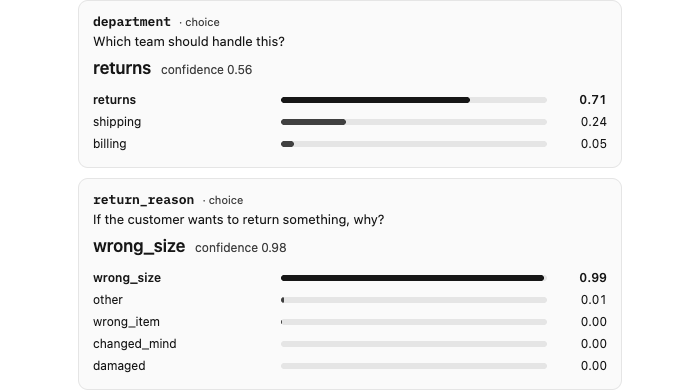 department · choice
Which team should handle this?
returns confidence 0.56
returns 0.71
shipping 0.24
billing 0.05
return_reason · choice
If the customer wants to return something, why?
wrong_size confidence 0.98
wrong_size 0.99
other 0.01
wrong_item 0.00
changed_mind 0.00
damaged 0.00